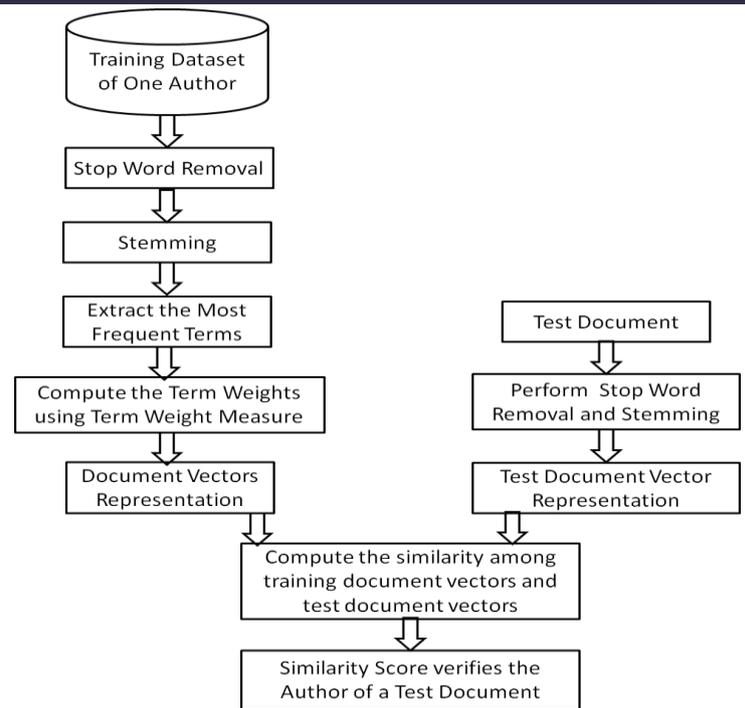 Training Dataset
of One Author
Stop Word Removal
Stemming
Extract the Most
Frequent Terms
Compute the Term Weights
using Term Weight Measure
Document Vectors
Representation
Test Document
Perform Stop Word
Removal and Stemming
Test Document Vector
Representation
Compute the similarity among
training document vectors and
test document vectors
Similarity Score verifies the
Author of a Test Document